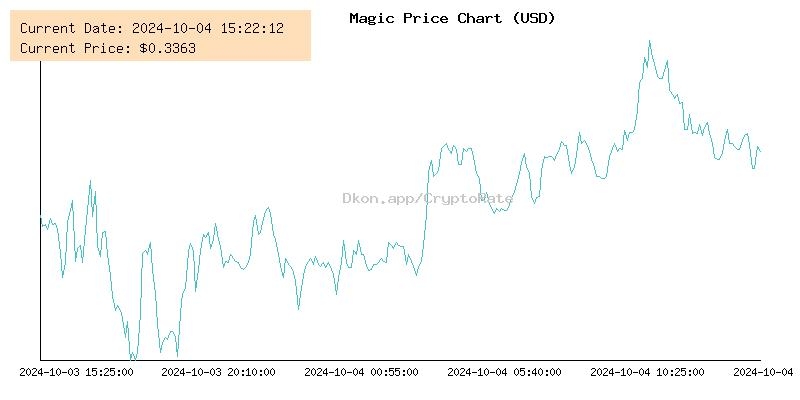 Magic Price Chart (USD)
Current Date: 2024-10-04 15:22:12
Current Price: $0.3363
Dkon.app/CryptoRate
2024-10-03 15:25:00 2024-10-03 20:10:00 2024-10-04 00:55:00 2024-10-04 05:40:00 2024-10-04 10:25:00 2024-10-04